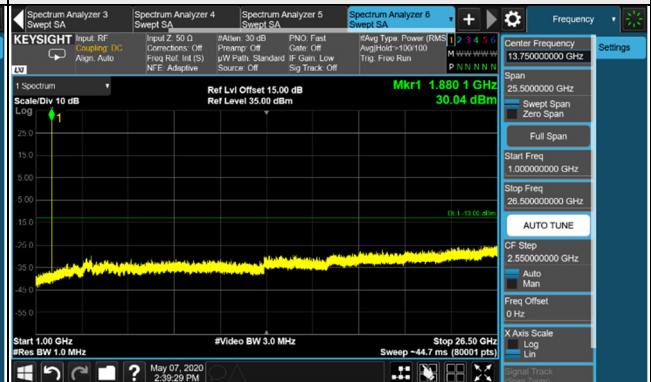 Spectrum Analyzer 3
Swept SA
Spectrum Analyzer 4
Swept SA
Spectrum Analyzer 5
Swept SA
Spectrum Analyzer 6
Swept SA
+
Frequency
KEYSIGHT
LXI
Input: RF
Coupling: DC
Align: Auto
Input Z: 50 Ω
Corrections: Off
Freq Ref: Int (S)
NFE: Adaptive
#Atten: 30 dB
Preamp: Off
µW Path: Standard
Source: Off
PNO: Fast
Gate: Off
IF Gain: Low
Sig Track: Off
#Avg Type: Power (RMS)
Avg|Hold:>100/100
Trig: Free Run
1 2 3 4 5 6
M W W W W W
P N N N N N
1 Spectrum
Scale/Div 10 dB
Log
Ref Lvl Offset 15.00 dB
Ref Level 35.00 dBm
Mkr1 1.880 1 GHz
30.04 dBm
1
25.0
15.0
5.00
-5.00
-15.0
-25.0
-35.0
-45.0
-55.0
DL1 -13.00 dBm
Start 1.00 GHz
#Res BW 1.0 MHz
#Video BW 3.0 MHz
Stop 26.50 GHz
Sweep ~44.7 ms (80001 pts)
?
May 07, 2020
2:39:29 PM
Center Frequency
13.750000000 GHz
Settings
Span
25.5000000 GHz
Swept Span
Zero Span
Full Span
Start Freq
1.000000000 GHz
Stop Freq
26.500000000 GHz
AUTO TUNE
CF Step
2.550000000 GHz
Auto
Man
Freq Offset
0 Hz
X Axis Scale
Log
Lin
Signal Track